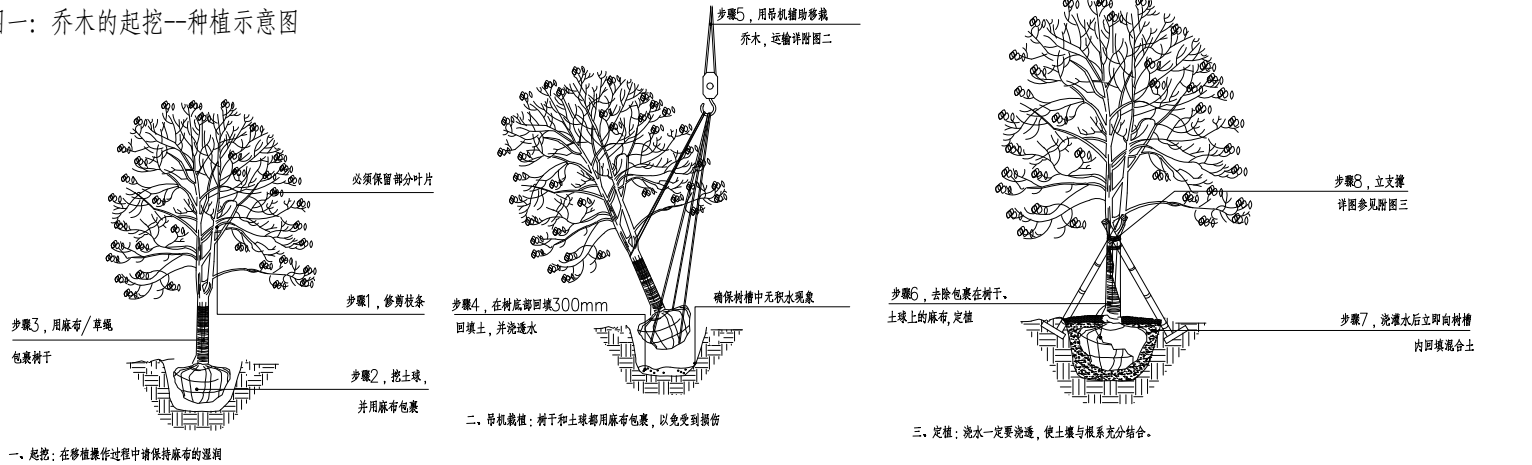 图一：乔木的起挖--种植示意图
必须保留部分叶片
步骤1，修剪枝条
步骤3，用麻布/草绳
包裹树干
步骤2，挖土球，
并用麻布包裹
一、起挖：在移植操作过程中请保持麻布的湿润
步骤5，用吊机辅助移栽
乔木，运输详附图二
步骤4，在树底部回填300mm
回填土，并浇透水
确保树槽中无积水现象
二、吊机栽植：树干和土球都用麻布包裹，以免受到损伤
步骤8，立支撑
详图参见附图三
步骤6，去除包裹在树干、
土球上的麻布，定植
步骤7，浇灌水后立即向树槽
内回填混合土
三、定植：浇水一定要浇透，使土壤与根系充分结合。